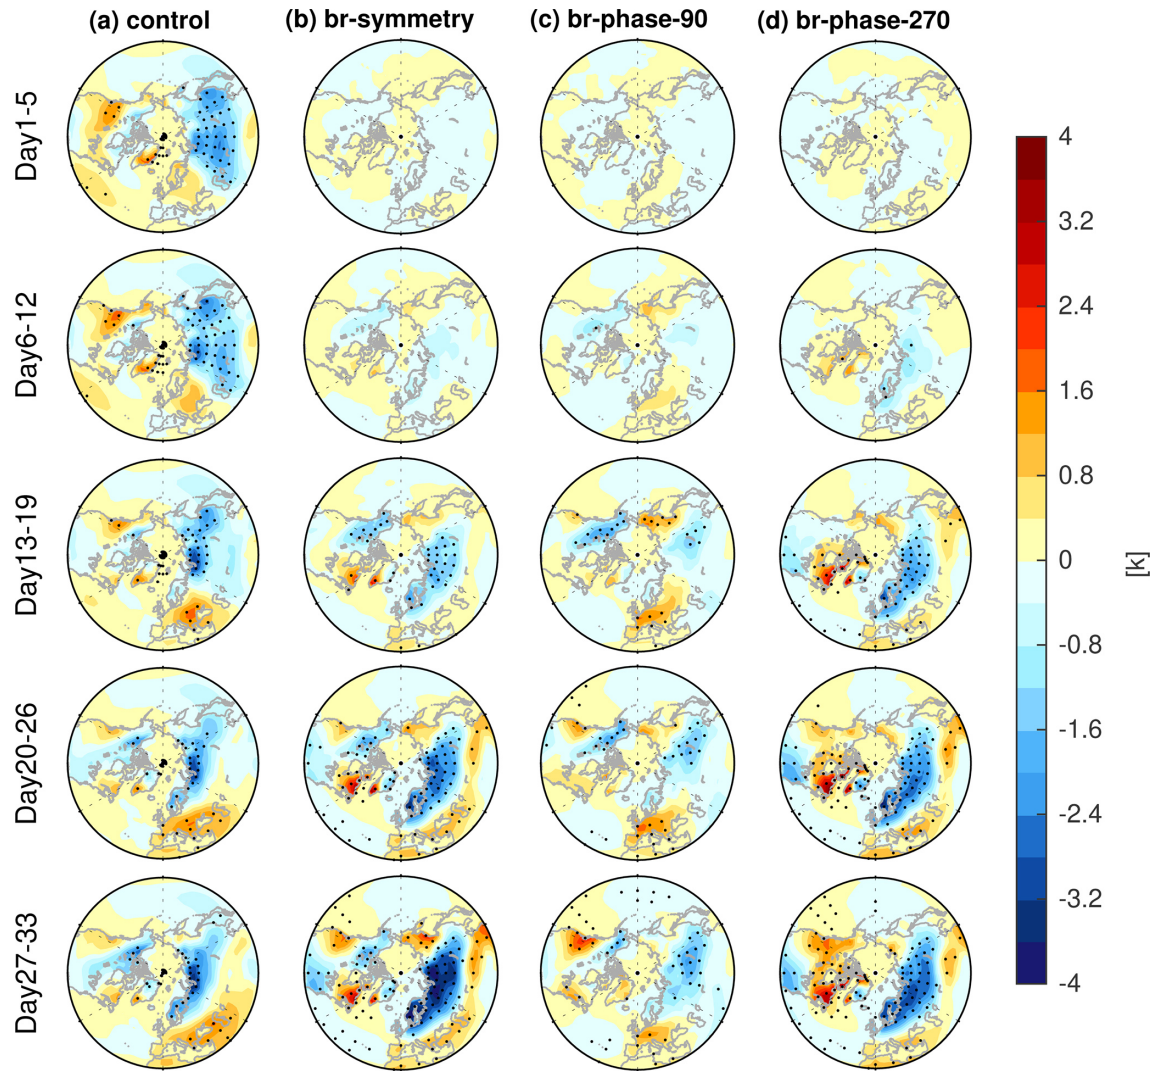 (a) control (b) br-symmetry (c) br-phase-90 (d) br-phase-270
Day1-5
4
3.2
Day6-12
2.4
1.6
0.8
Day13-19
0
[k]
-0.8
-1.6
Day20-26
-2.4
-3.2
Day27-33
-4